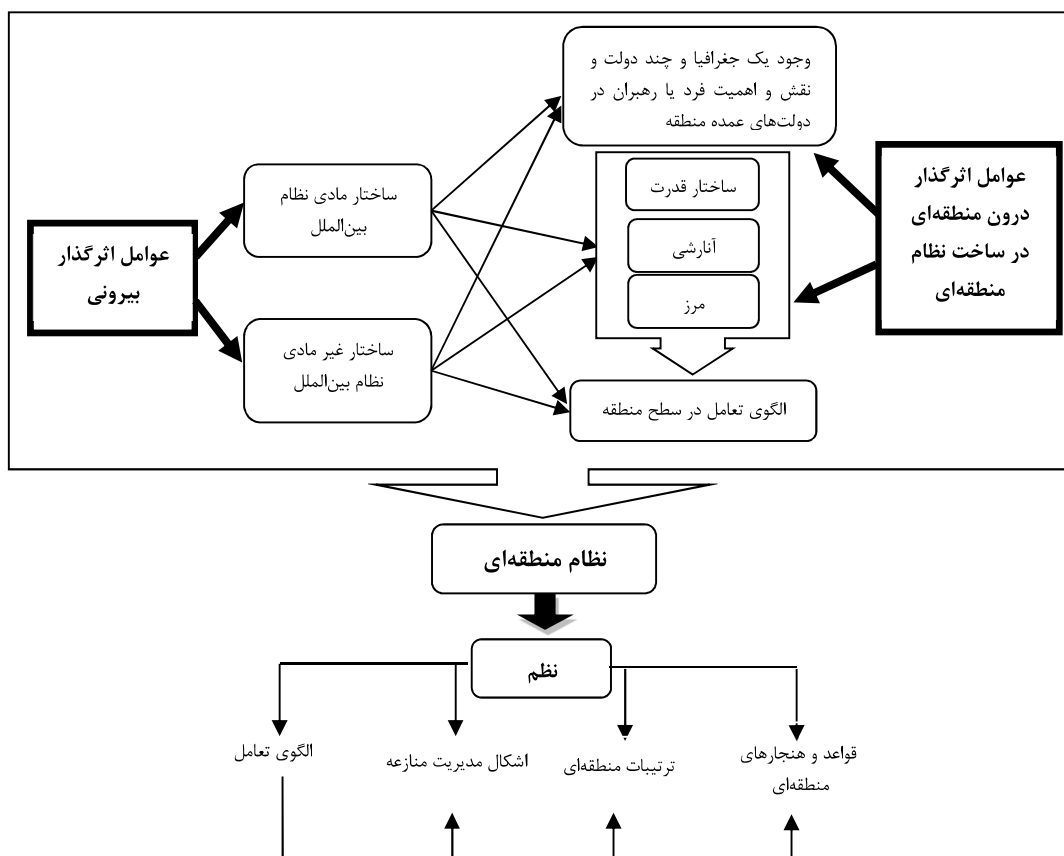 وجود یک جغرافیا و چند دولت و
نقش و اهمیت فرد یا رهبران در
دولت‌های عمده منطقه
عوامل اثرگذار
درون منطقه‌ای
در ساخت نظام
منطقه‌ای
ساختار قدرت
آنارشی
مرز
ساختار مادی نظام
بین‌الملل
عوامل اثرگذار
بیرونی
ساختار غیر مادی
نظام بین‌الملل
الگوی تعامل در سطح منطقه
نظام منطقه‌ای
نظم
قواعد و هنجارهای
منطقه‌ای
ترتیبات منطقه‌ای
اشکال مدیریت منازعه
الگوی تعامل